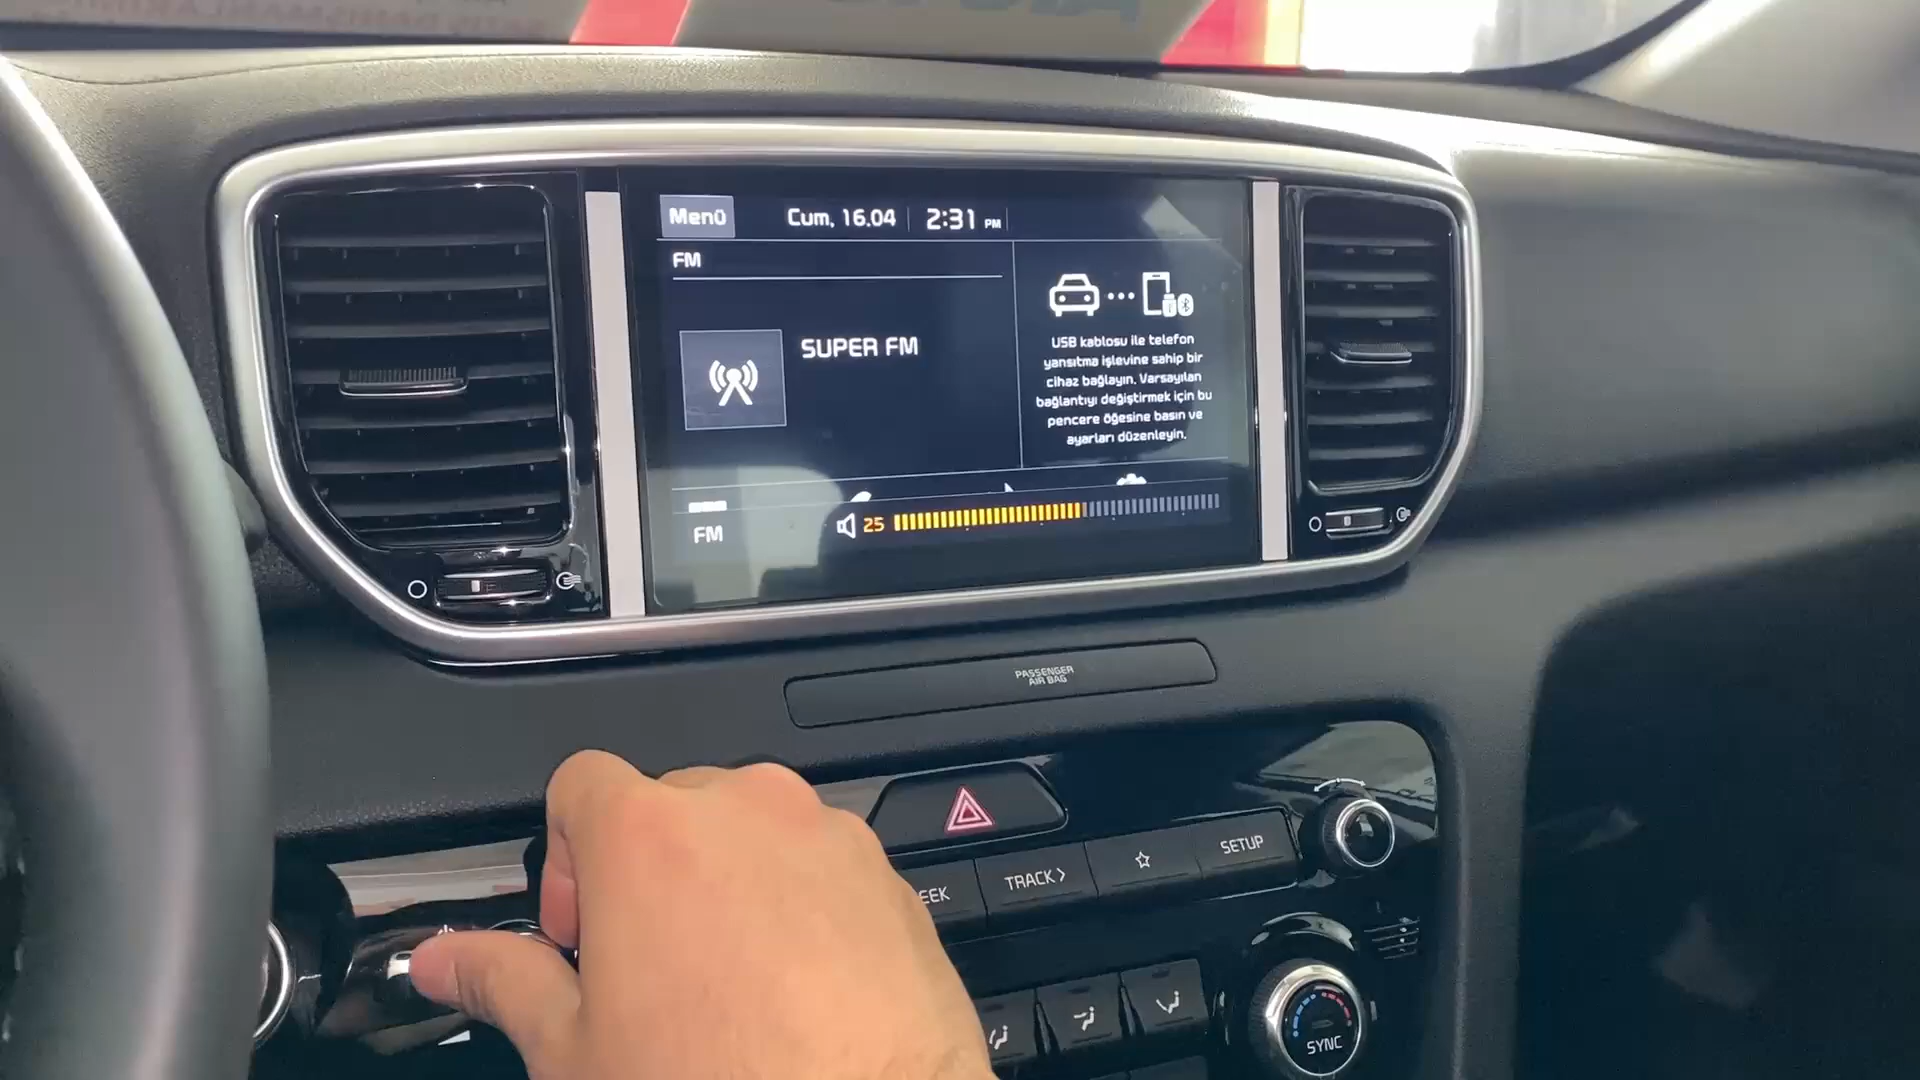 Menü
Cum, 16.04
2:31 PM
FM
SUPER FM
USB kablosu ile telefon
yansıtma işlevine sahip bir
cihaz bağlayın. Varsayılan
bağlantıyı değiştirmek için bu
pencere öğesine basın ve
ayarları düzenleyin.
FM
25
PASSENGER
AIR BAG
EEK
TRACK >
SETUP
SYNC